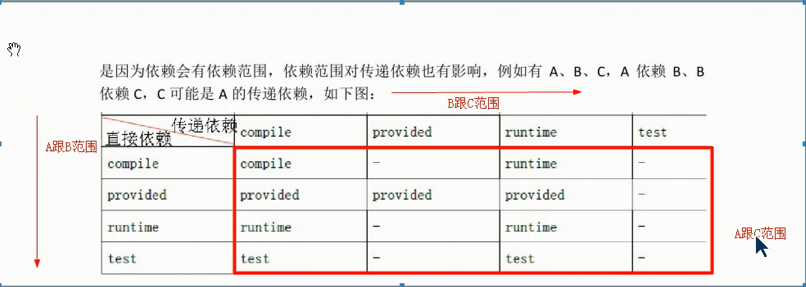 是因为依赖会有依赖范围，依赖范围对传递依赖也有影响，例如有 A、B、C，A 依赖 B、B
依赖 C，C 可能是 A 的传递依赖，如下图：
B跟C范围
传递依赖
直接依赖 compile provided runtime test
A跟B范围
compile compile - runtime -
provided provided provided provided -
runtime runtime - runtime -
A跟C范围
test test - test -